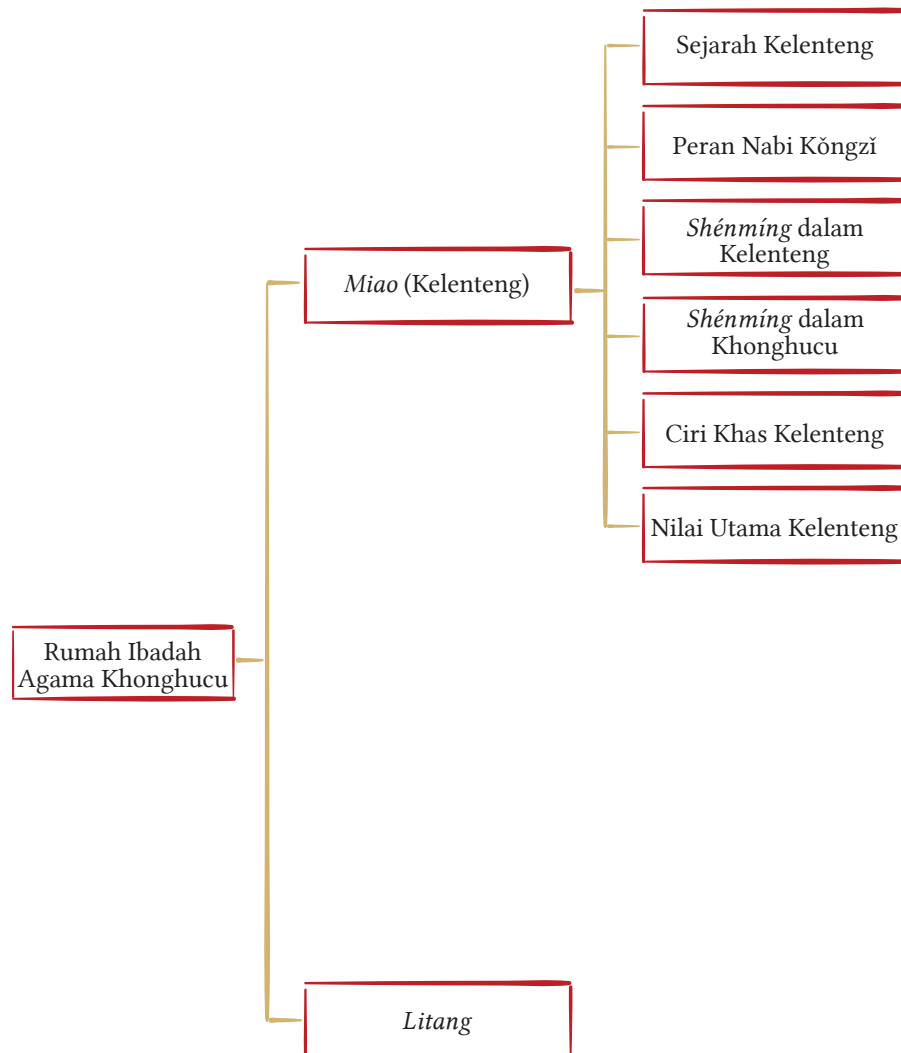 Sejarah Kelenteng
Peran Nabi Kǒngzǐ
Shénmíng dalam
Kelenteng
Miao (Kelenteng)
Shénmíng dalam
Khonghucu
Ciri Khas Kelenteng
Nilai Utama Kelenteng
Rumah Ibadah
Agama Khonghucu
Litang